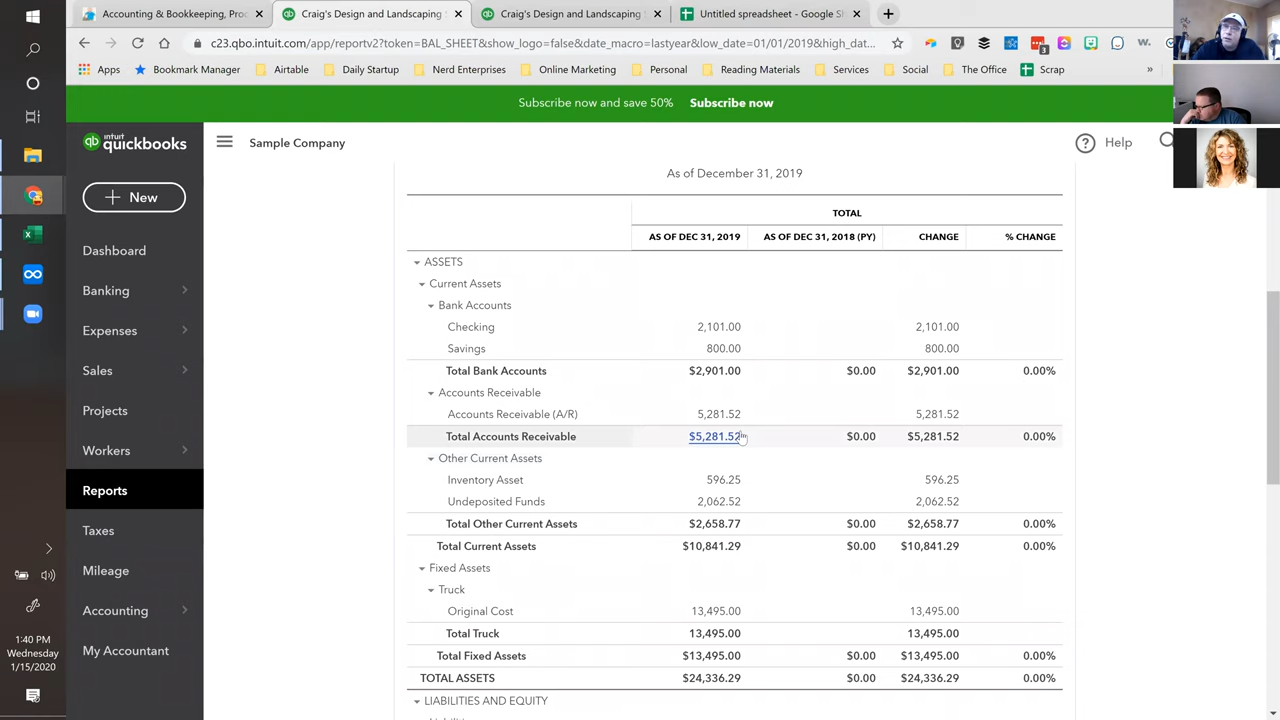 Accounting & Bookkeeping, Proc
Craig's Design and Landscaping
Craig's Design and Landscaping
Untitled spreadsheet - Google Sh
c23.qbo.intuit.com/app/reportv2?token=BAL_SHEET&show_logo=false&date_macro=lastyear&low_date=01/01/2019&high_dat...
3
W.
Apps
Bookmark Manager
Airtable
Daily Startup
Nerd Enterprises
Online Marketing
Personal
Reading Materials
Services
Social
The Office
Scrap
»
Subscribe now and save 50% Subscribe now
intuit
quickbooks
Sample Company
Help
+ New
Dashboard
Banking
Expenses
Sales
Projects
Workers
Reports
Taxes
Mileage
Accounting
My Accountant
As of December 31, 2019
TOTAL
AS OF DEC 31, 2019 AS OF DEC 31, 2018 (PY) CHANGE % CHANGE
ASSETS
Current Assets
Bank Accounts
Checking 2,101.00 2,101.00
Savings 800.00 800.00
Total Bank Accounts $2,901.00 $0.00 $2,901.00 0.00%
Accounts Receivable
Accounts Receivable (A/R) 5,281.52 5,281.52
Total Accounts Receivable $5,281.52 $0.00 $5,281.52 0.00%
Other Current Assets
Inventory Asset 596.25 596.25
Undeposited Funds 2,062.52 2,062.52
Total Other Current Assets $2,658.77 $0.00 $2,658.77 0.00%
Total Current Assets $10,841.29 $0.00 $10,841.29 0.00%
Fixed Assets
Truck
Original Cost 13,495.00 13,495.00
Total Truck 13,495.00 13,495.00
Total Fixed Assets $13,495.00 $0.00 $13,495.00 0.00%
TOTAL ASSETS $24,336.29 $0.00 $24,336.29 0.00%
LIABILITIES AND EQUITY
1:40 PM
Wednesday
1/15/2020